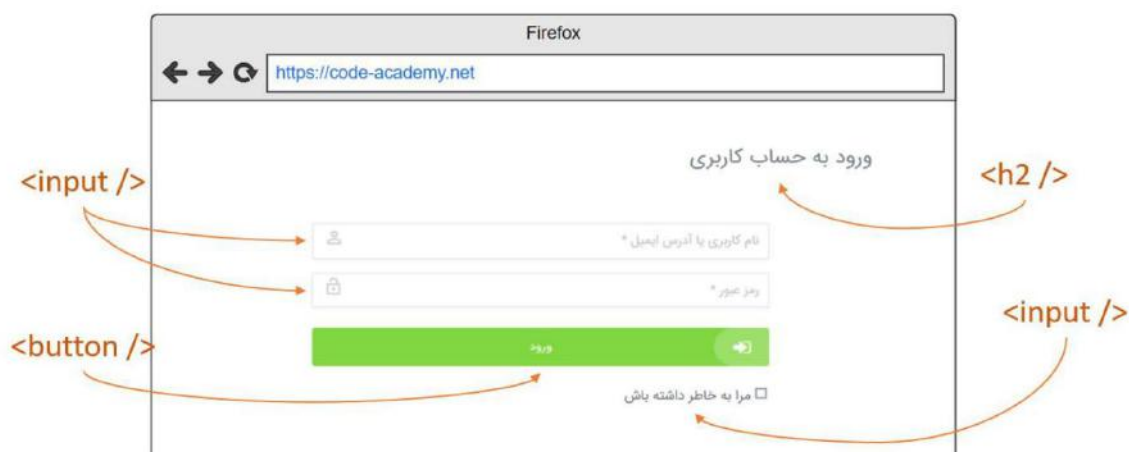 Firefox
https://code-academy.net
ورود به حساب کاربری
<input />
<h2 />
نام کاربری یا آدرس ایمیل *
رمز عبور *
<input />
<button />
ورود
مرا به خاطر داشته باش